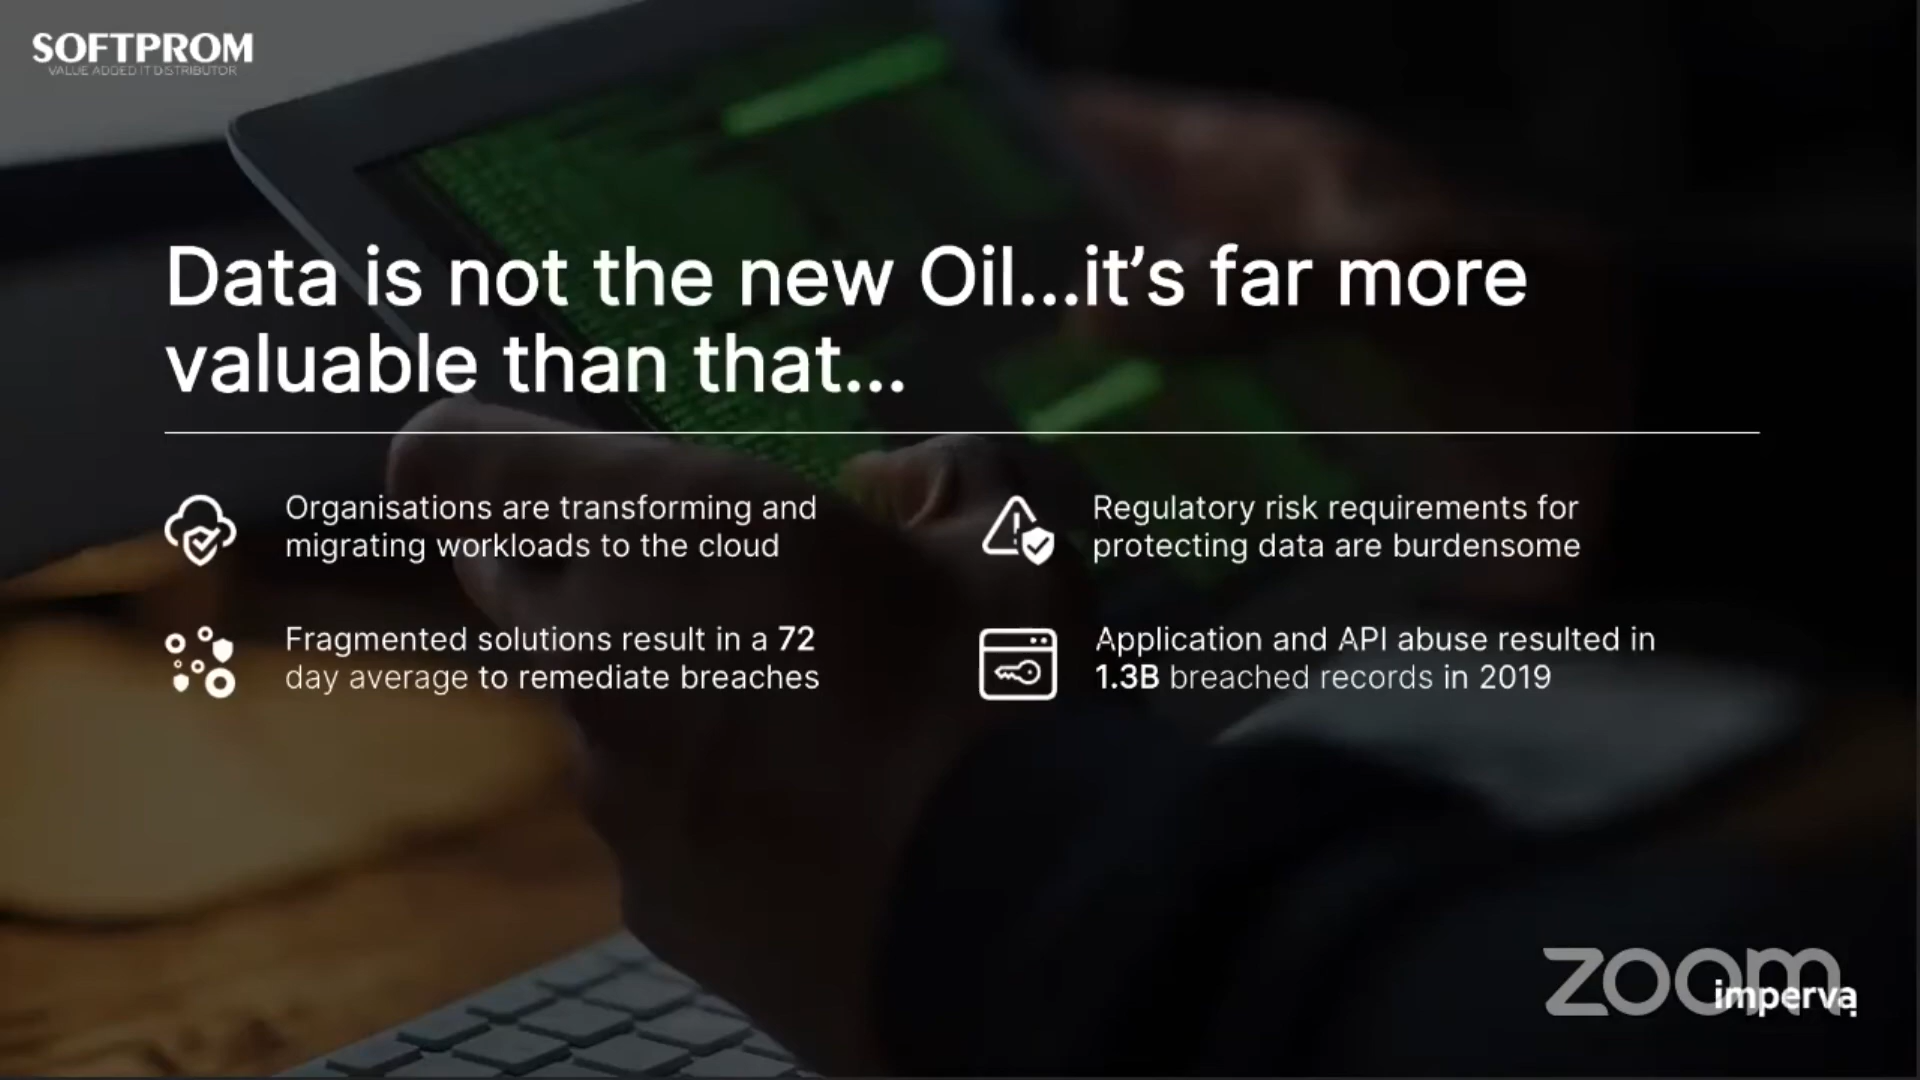 SOFTPROM
VALUE ADDED IT DISTRIBUTOR
Data is not the new Oil...it’s far more
valuable than that...
Organisations are transforming and
migrating workloads to the cloud
Regulatory risk requirements for
protecting data are burdensome
Fragmented solutions result in a 72
day average to remediate breaches
Application and API abuse resulted in
1.3B breached records in 2019
zoom
imperva